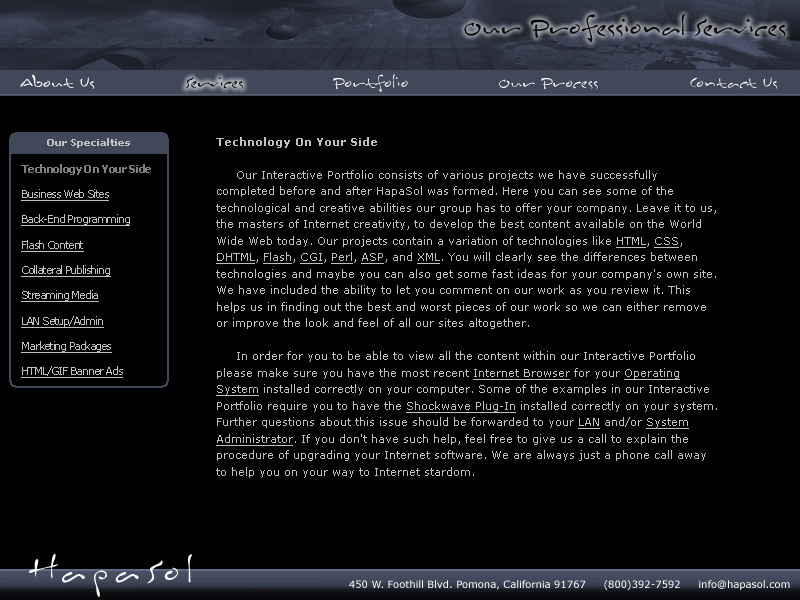 Our Professional Services
About Us
Services
Portfolio
Our Process
Contact Us
Our Specialties
Technology On Your Side
Business Web Sites
Back-End Programming
Flash Content
Collateral Publishing
Streaming Media
LAN Setup/Admin
Marketing Packages
HTML/GIF Banner Ads
Technology On Your Side
Our Interactive Portfolio consists of various projects we have successfully
completed before and after HapaSol was formed. Here you can see some of the
technological and creative abilities our group has to offer your company. Leave it to us,
the masters of Internet creativity, to develop the best content available on the World
Wide Web today. Our projects contain a variation of technologies like HTML, CSS,
DHTML, Flash, CGI, Perl, ASP, and XML. You will clearly see the differences between
technologies and maybe you can also get some fast ideas for your company's own site.
We have included the ability to let you comment on our work as you review it. This
helps us in finding out the best and worst pieces of our work so we can either remove
or improve the look and feel of all our sites altogether.
In order for you to be able to view all the content within our Interactive Portfolio
please make sure you have the most recent Internet Browser for your Operating
System installed correctly on your computer. Some of the examples in our Interactive
Portfolio require you to have the Shockwave Plug-In installed correctly on your system.
Further questions about this issue should be forwarded to your LAN and/or System
Administrator. If you don't have such help, feel free to give us a call to explain the
procedure of upgrading your Internet software. We are always just a phone call away
to help you on your way to Internet stardom.
HapaSol
450 W. Foothill Blvd. Pomona, California 91767 (800)392-7592 info@hapasol.com